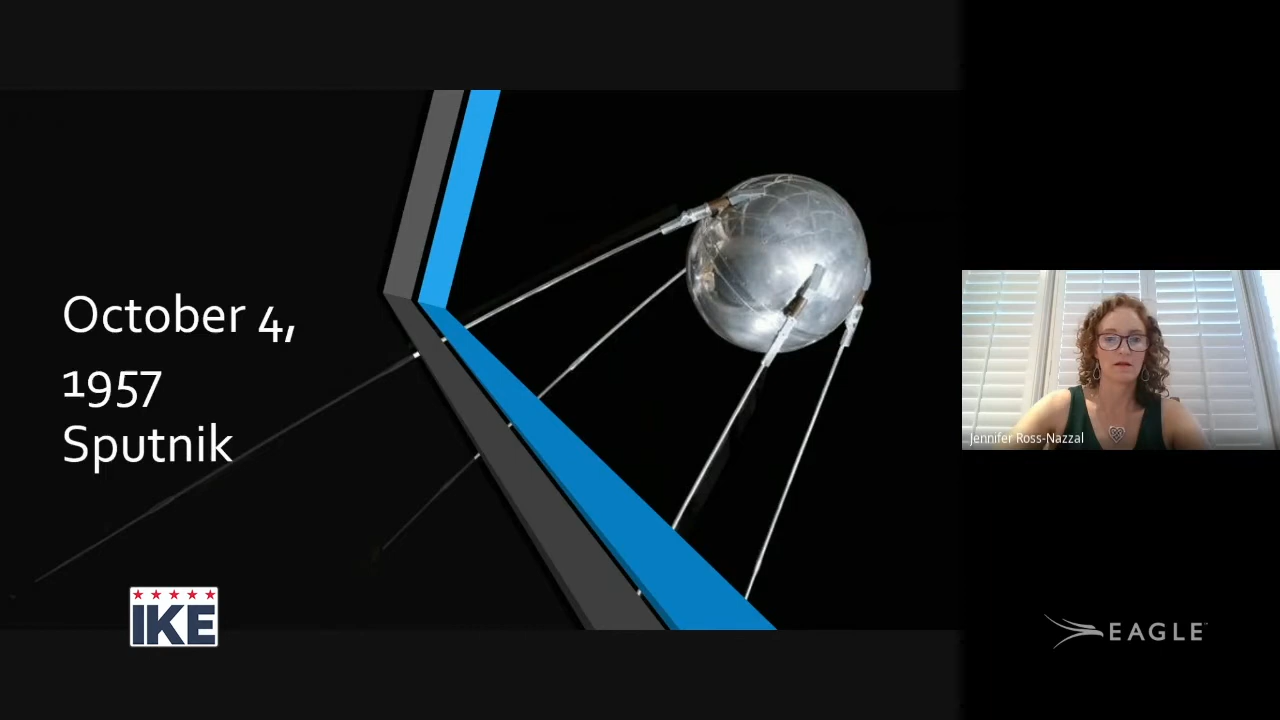 October 4,
1957
Sputnik
IKE
Jennifer Ross-Nazzal
EAGLE